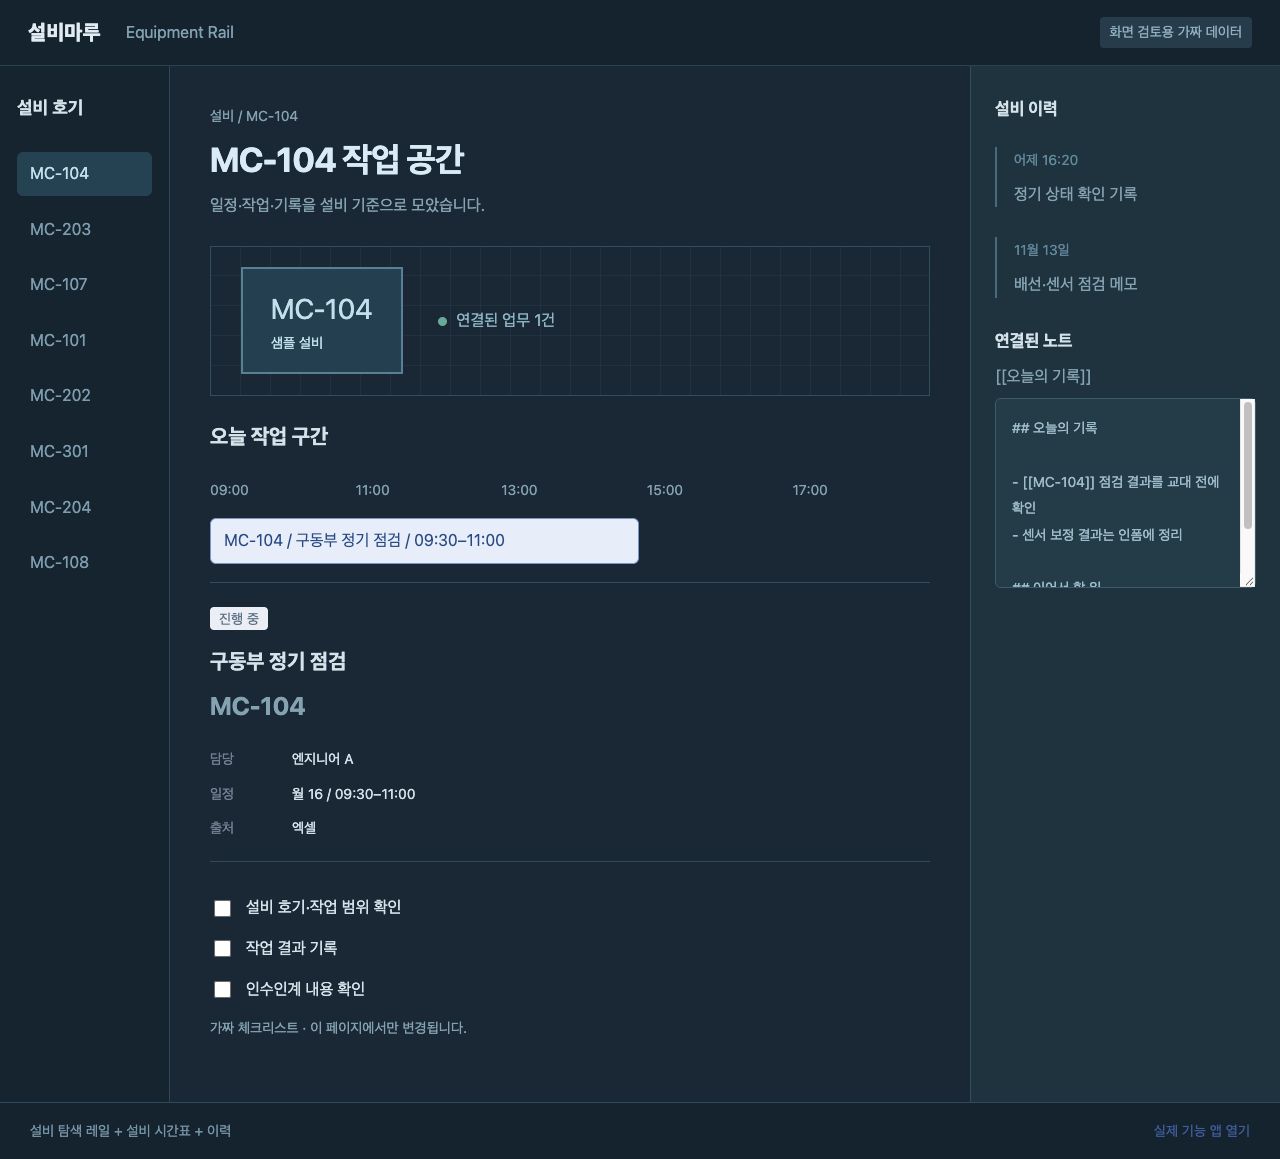 설비마루
Equipment Rail
화면 검토용 가짜 데이터
설비 호기
MC-104
MC-203
MC-107
MC-101
MC-202
MC-301
MC-204
MC-108
설비 / MC-104
MC-104 작업 공간
일정·작업·기록을 설비 기준으로 모았습니다.
MC-104
샘플 설비
연결된 업무 1건
오늘 작업 구간
09:00
11:00
13:00
15:00
17:00
MC-104 / 구동부 정기 점검 / 09:30–11:00
진행 중
구동부 정기 점검
MC-104
담당 엔지니어 A
일정 월 16 / 09:30–11:00
출처 엑셀
설비 호기·작업 범위 확인
작업 결과 기록
인수인계 내용 확인
가짜 체크리스트 · 이 페이지에서만 변경됩니다.
설비 이력
어제 16:20
정기 상태 확인 기록
11월 13일
배선·센서 점검 메모
연결된 노트
[[오늘의 기록]]
## 오늘의 기록
- [[MC-104]] 점검 결과를 교대 전에
확인
- 센서 보정 결과는 인폼에 정리
설비 탐색 레일 + 설비 시간표 + 이력
실제 기능 앱 열기